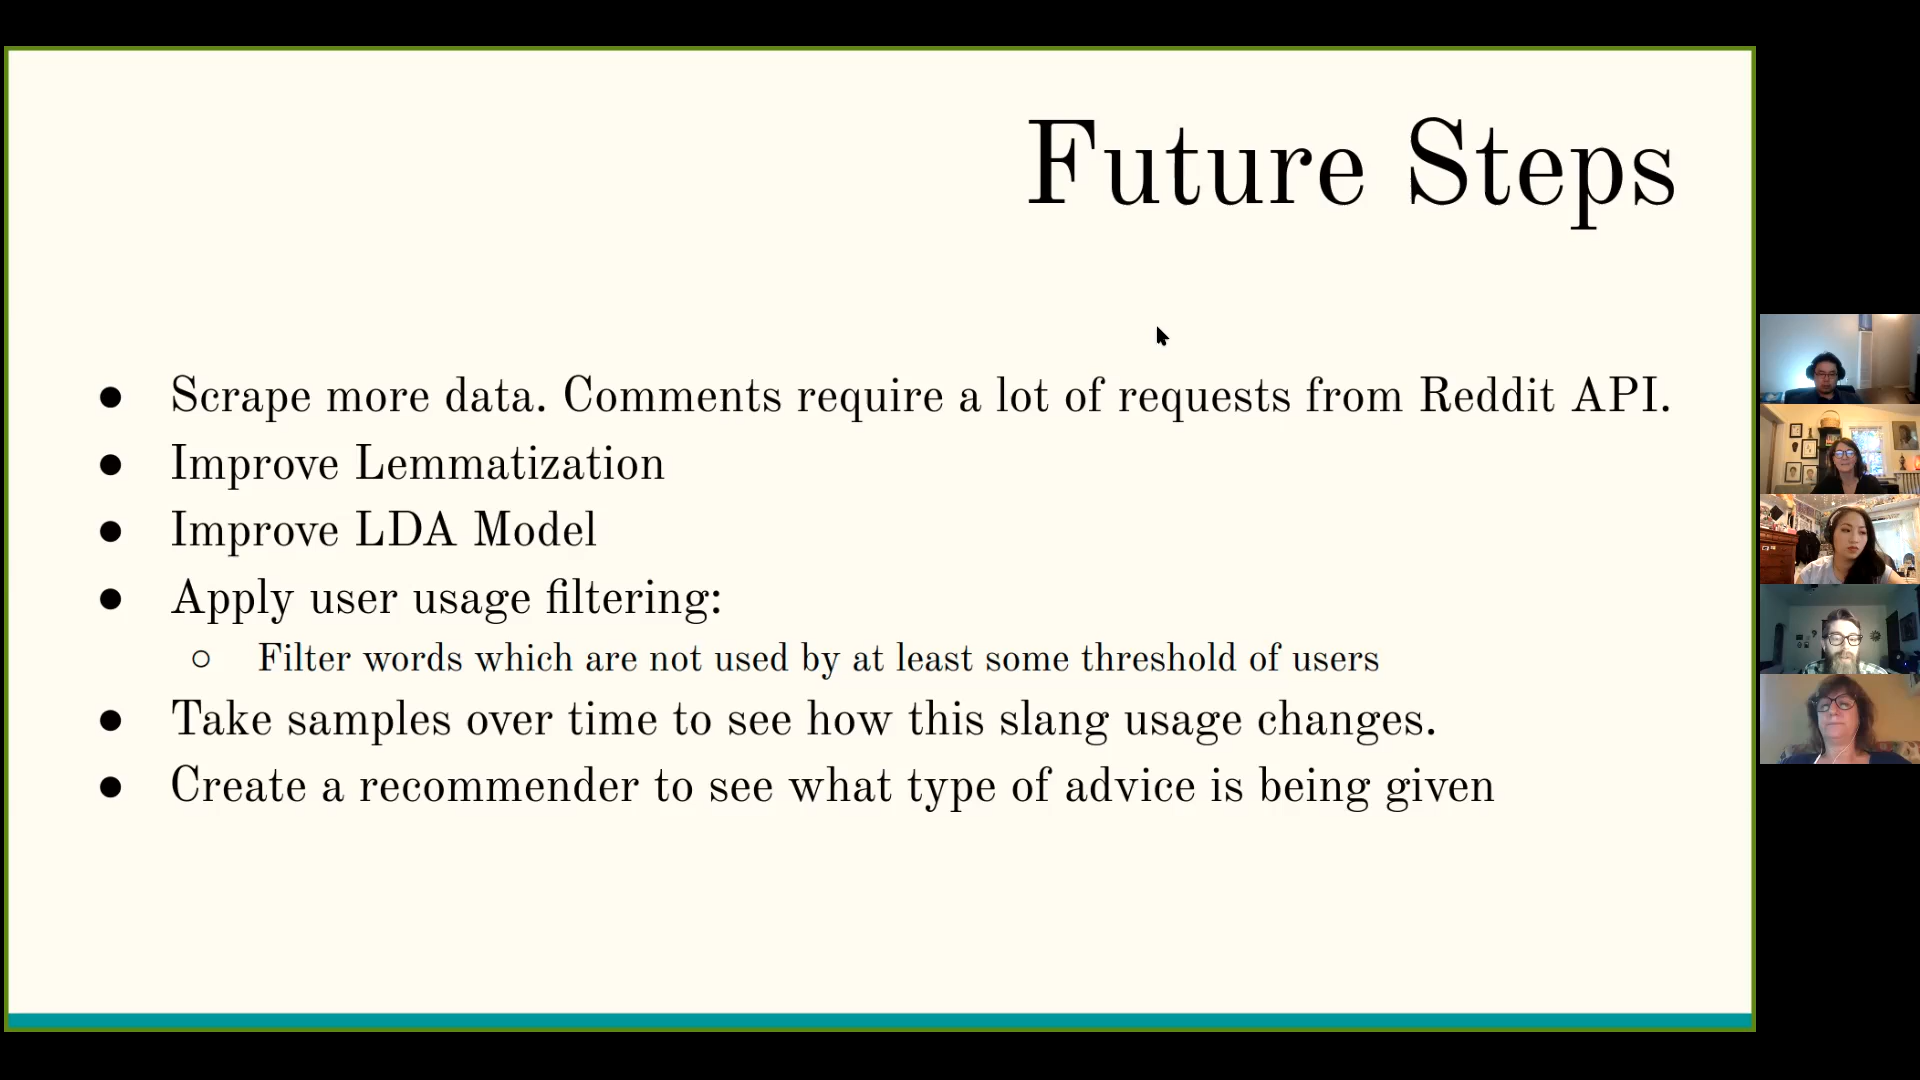 Future Steps
● Scrape more data. Comments require a lot of requests from Reddit API.
● Improve Lemmatization
● Improve LDA Model
● Apply user usage filtering:
○ Filter words which are not used by at least some threshold of users
● Take samples over time to see how this slang usage changes.
● Create a recommender to see what type of advice is being given